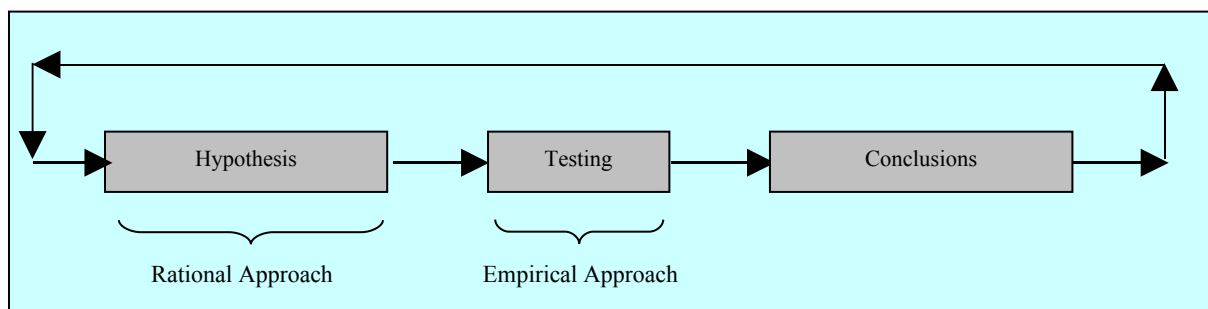 Hypothesis
Testing
Conclusions
Rational Approach
Empirical Approach